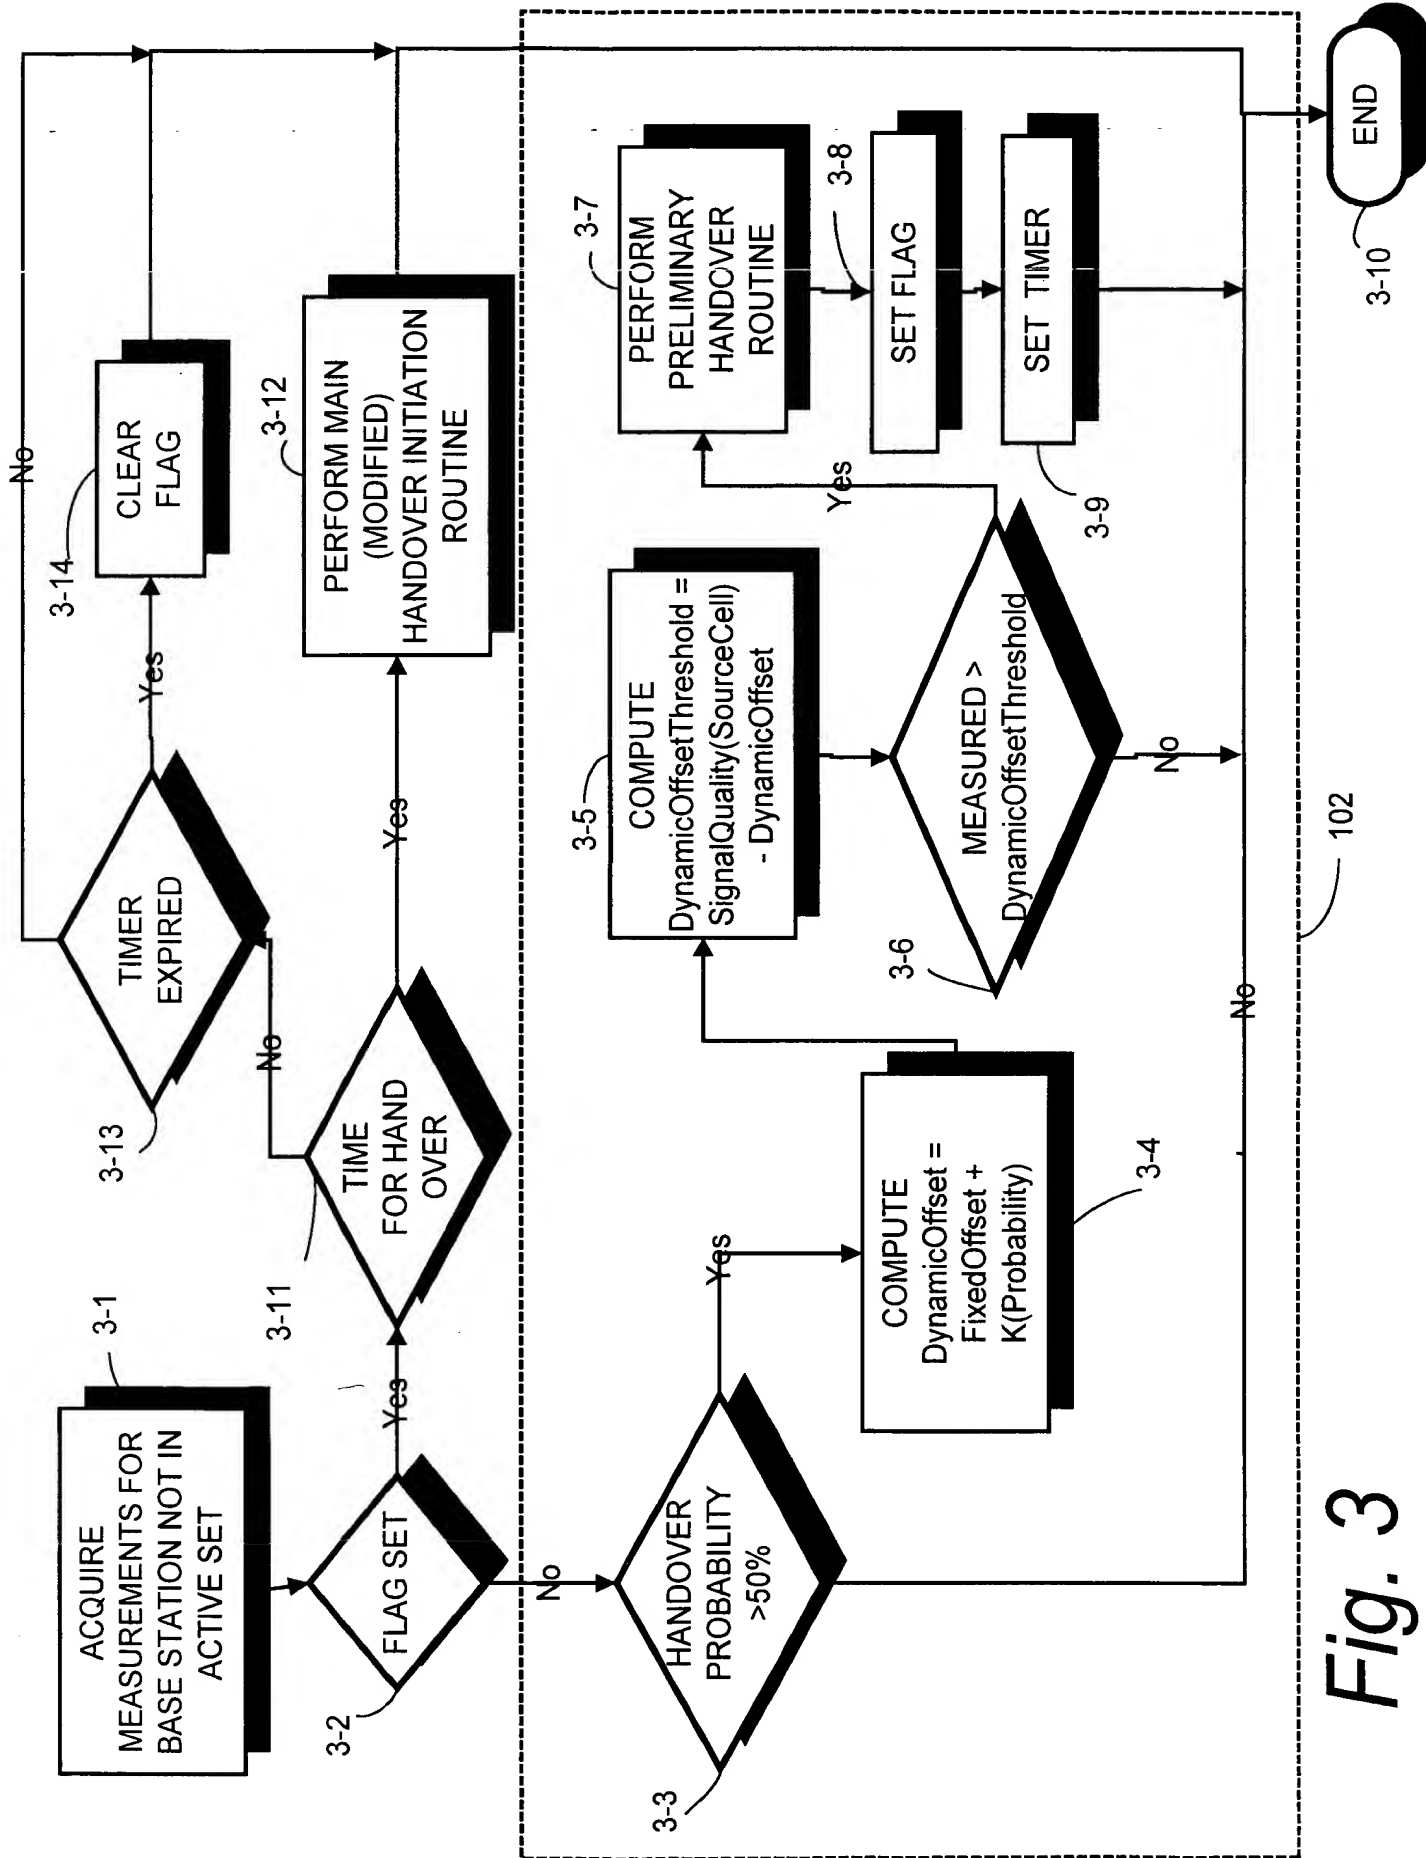 No
3-14
CLEAR
FLAG
Yes
TIMER
EXPIRED
3-13
No
3-1
ACQUIRE
MEASUREMENTS FOR
BASE STATION NOT IN
ACTIVE SET
3-2
FLAG SET
Yes
3-11
TIME
FOR HAND
OVER
Yes
3-12
PERFORM MAIN
(MODIFIED)
HANDOVER INITIATION
ROUTINE
No
3-3
HANDOVER
PROBABILITY
>50%
Yes
COMPUTE
DynamicOffset =
FixedOffset +
K(Probability)
3-4
3-5
COMPUTE
DynamicOffsetThreshold =
SignalQuality(SourceCell)
- DynamicOffset
3-6
MEASURED >
DynamicOffsetThreshold
Yes
No
3-7
PERFORM
PRELIMINARY
HANDOVER
ROUTINE
3-8
SET FLAG
SET TIMER
3-9
No
102
END
3-10
Fig. 3